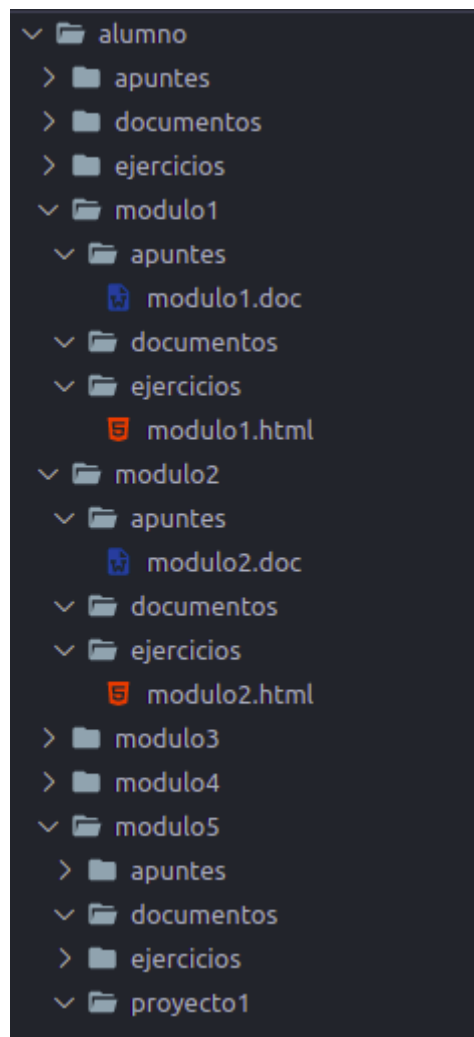 alumno
apuntes
documentos
ejercicios
modulo1
apuntes
modulo1.doc
documentos
ejercicios
modulo1.html
modulo2
apuntes
modulo2.doc
documentos
ejercicios
modulo2.html
modulo3
modulo4
modulo5
apuntes
documentos
ejercicios
proyecto1